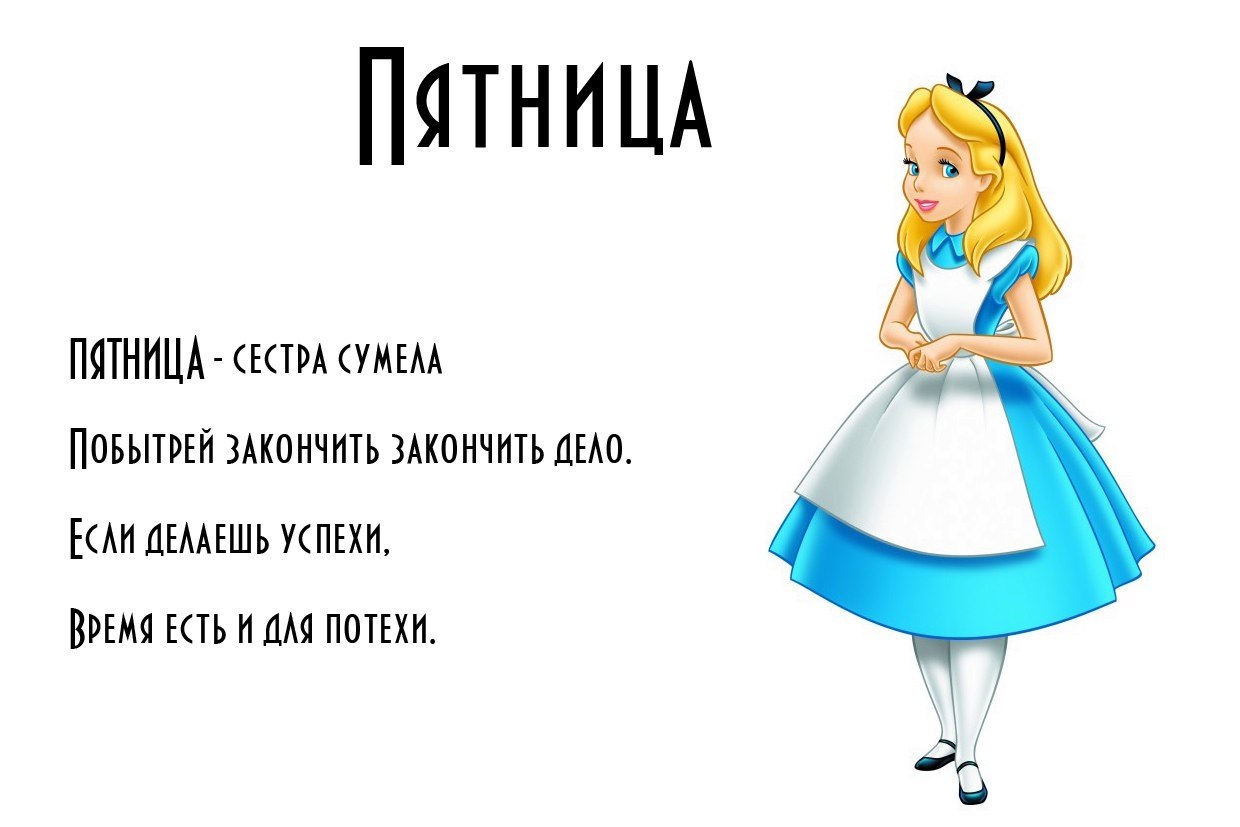 Пятница
ПЯТНИЦА - сестра сумела
Побытрей закончить закончить дело.
Если делаешь успехи,
Время есть и для потехи.